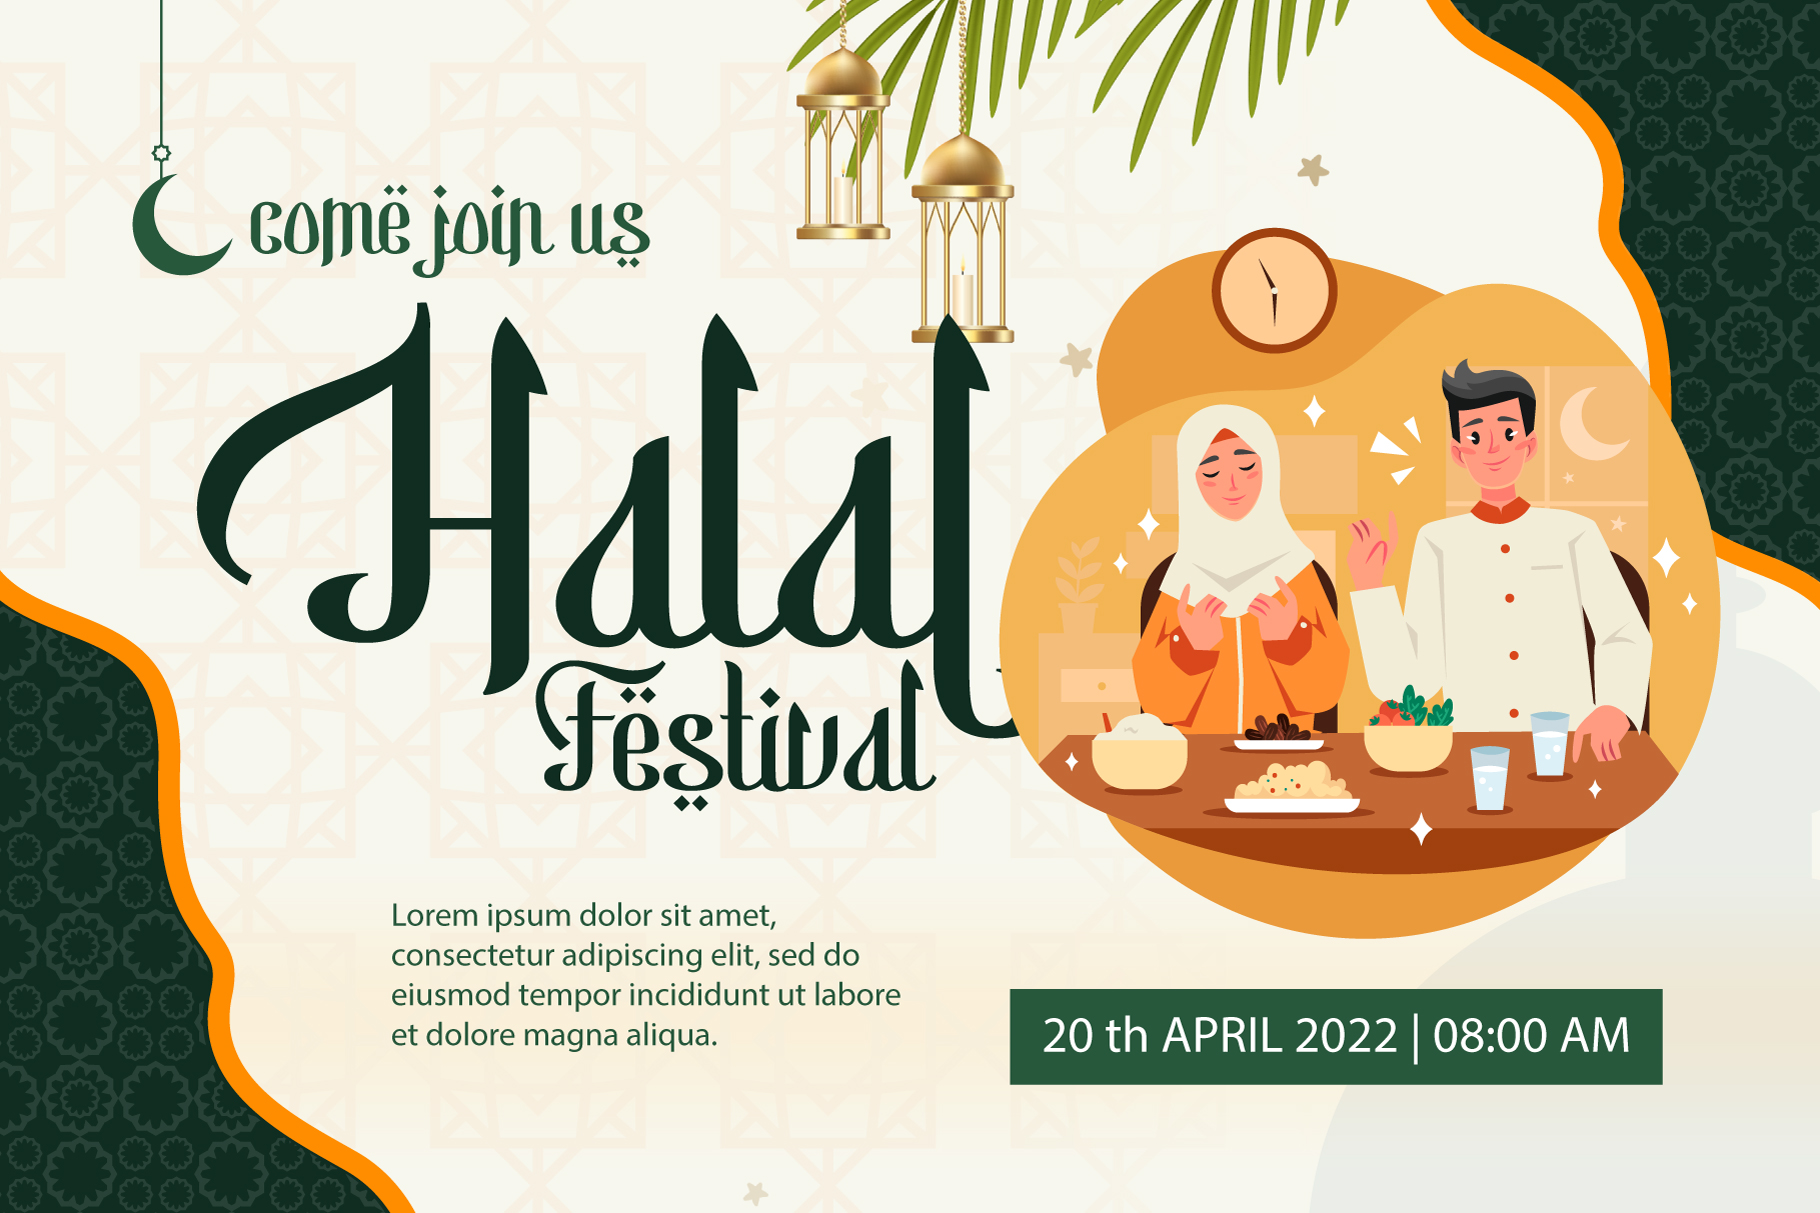 come join us
Halal
Festival
Lorem ipsum dolor sit amet,
consectetur adipiscing elit, sed do
eiusmod tempor incididunt ut labore
et dolore magna aliqua.
20 th APRIL 2022 | 08:00 AM